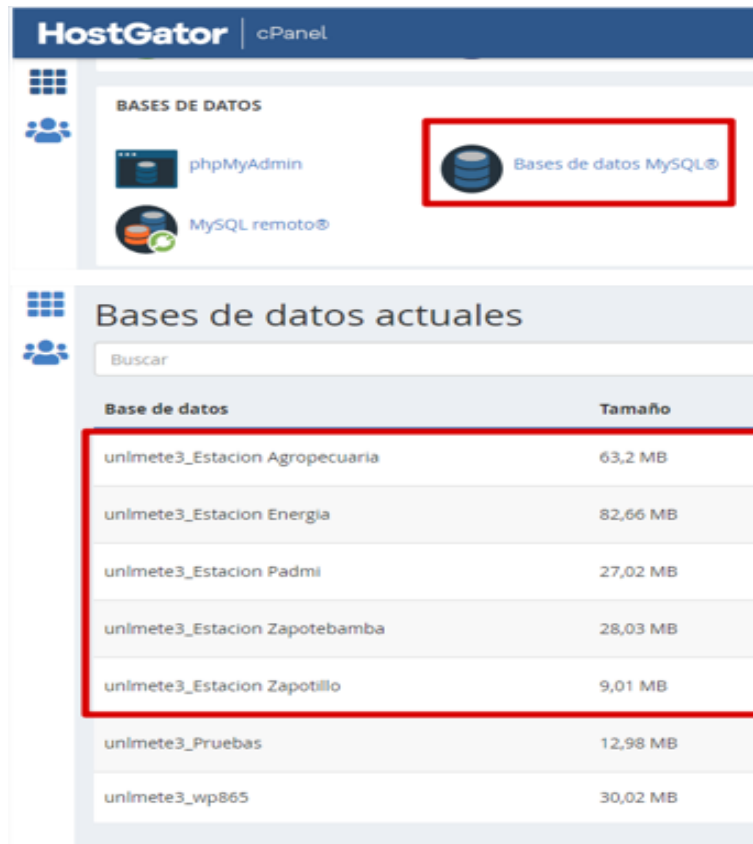 HostGator | cPanel
BASES DE DATOS
phpMyAdmin
Bases de datos MySQL®
MySQL remoto®
Bases de datos actuales
Buscar
Base de datos Tamaño
unlmete3_Estacion Agropecuaria 63,2 MB
unlmete3_Estacion Energia 82,66 MB
unlmete3_Estacion Padmi 27,02 MB
unlmete3_Estacion Zapotebamba 28,03 MB
unlmete3_Estacion Zapotillo 9,01 MB
unlmete3_Pruebas 12,98 MB
unlmete3_wp865 30,02 MB